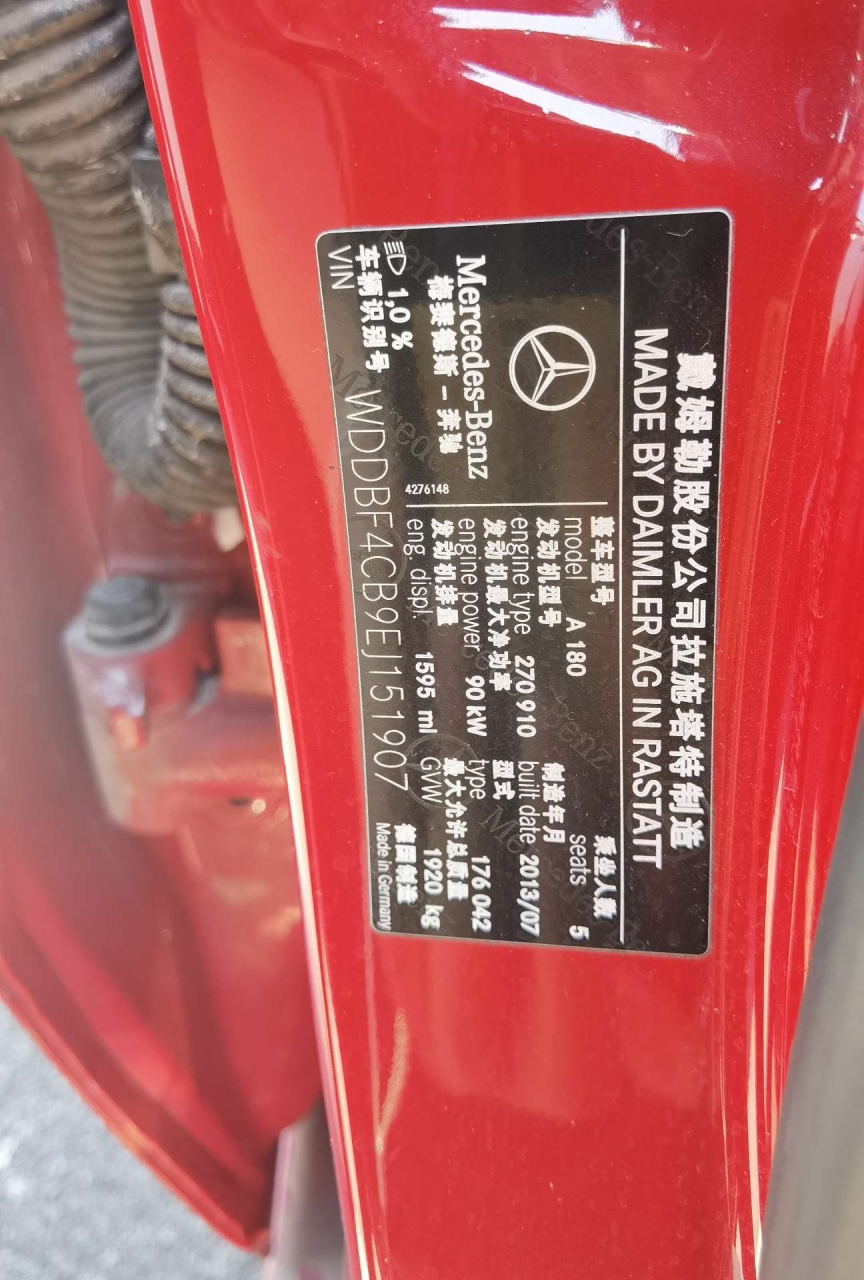 戴姆勒股份公司拉施塔特制造
MADE BY DAIMLER AG IN RASTATT
整车型号
model A 180
乘坐人数
seats 5
发动机型号
engine type 270 910
制造年月
built date 2013/07
发动机最大净功率
engine power 90 kW
型式
type 176 042
发动机排量
eng. displ. 1595 ml
最大允许总质量
GVW 1920 kg
Mercedes-Benz
梅赛德斯－奔驰
4276148
1,0 %
车辆识别号
VIN WDDBF4CB9EJ151907
德国制造
Made in Germany